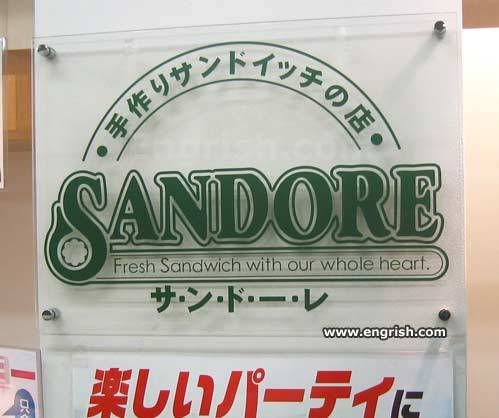 ・手作りサンドイッチの店・
SANDORE
Fresh Sandwich with our whole heart.
サ・ン・ド・ー・レ
www.engrish.com
楽しいパーティに